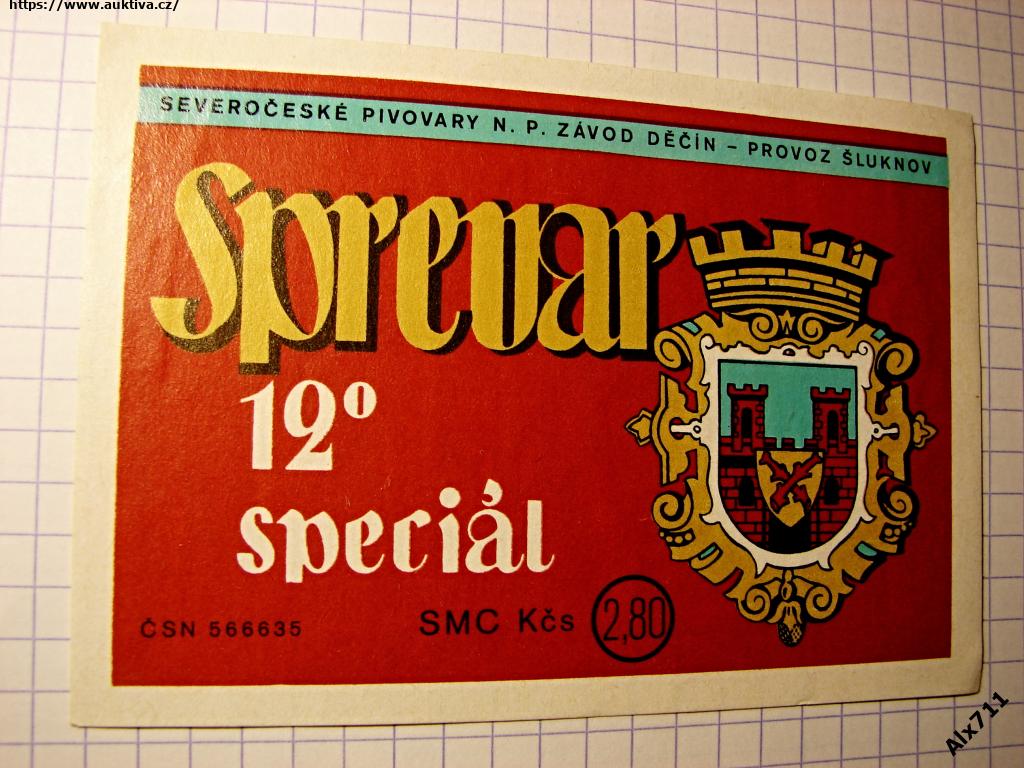 https://www.auktiva.cz/
SEVEROČESKÉ PIVOVARY N. P. ZÁVOD DĚČÍN – PROVOZ ŠLUKNOV
Sprevar
12º
speciál
ČSN 566635 SMC Kčs 2,80
Alx711